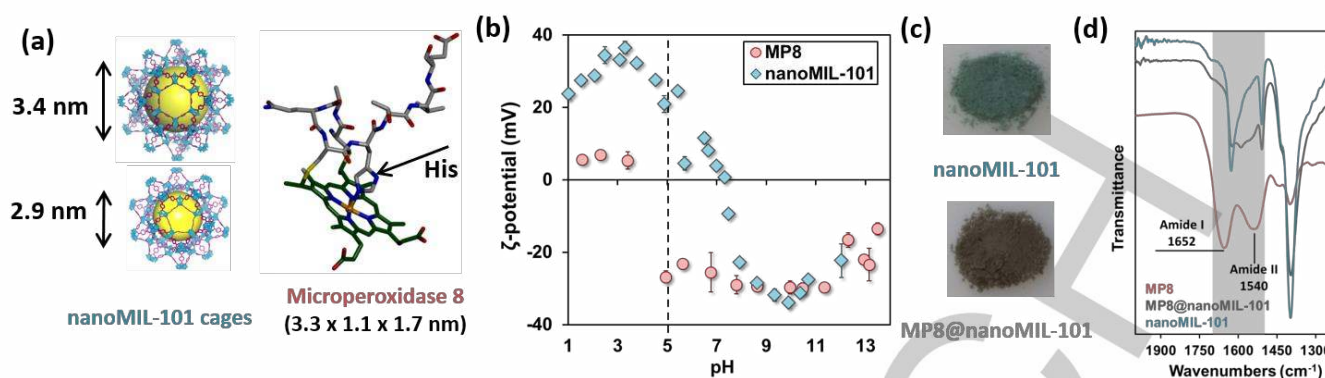 (a)
3.4 nm
2.9 nm
nanoMIL-101 cages
His
Microperoxidase 8
(3.3 x 1.1 x 1.7 nm)
(b)
ζ-potential (mV)
40
20
0
-20
-40
1 3 5 7 9 11 13
pH
MP8
nanoMIL-101
(c)
nanoMIL-101
MP8@nanoMIL-101
(d)
Transmittance
Amide I
1652
Amide II
1540
MP8
MP8@nanoMIL-101
nanoMIL-101
1900 1750 1600 1450 1300
Wavenumbers (cm-1)